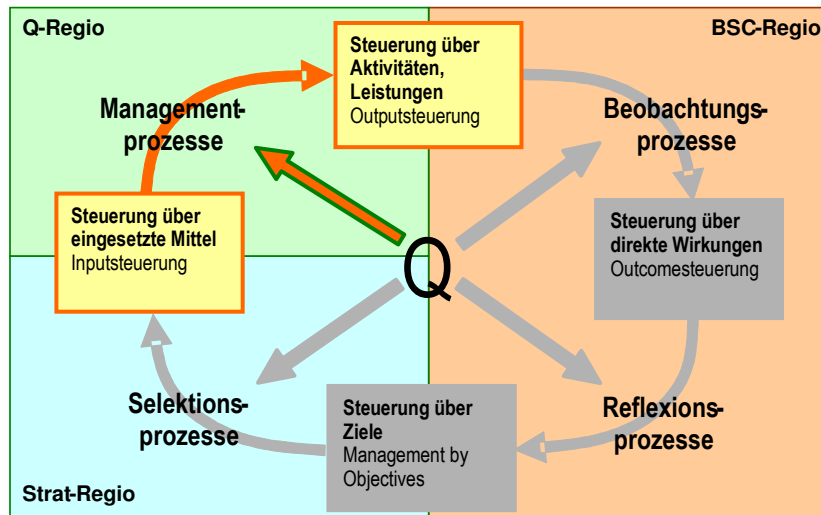 Q-Regio
BSC-Regio
Steuerung über
Aktivitäten,
Leistungen
Outputsteuerung
Management-
prozesse
Beobachtungs-
prozesse
Steuerung über
eingesetzte Mittel
Inputsteuerung
Steuerung über
direkte Wirkungen
Outcomesteuerung
Q
Selektions-
prozesse
Steuerung über
Ziele
Management by
Objectives
Reflexions-
prozesse
Strat-Regio